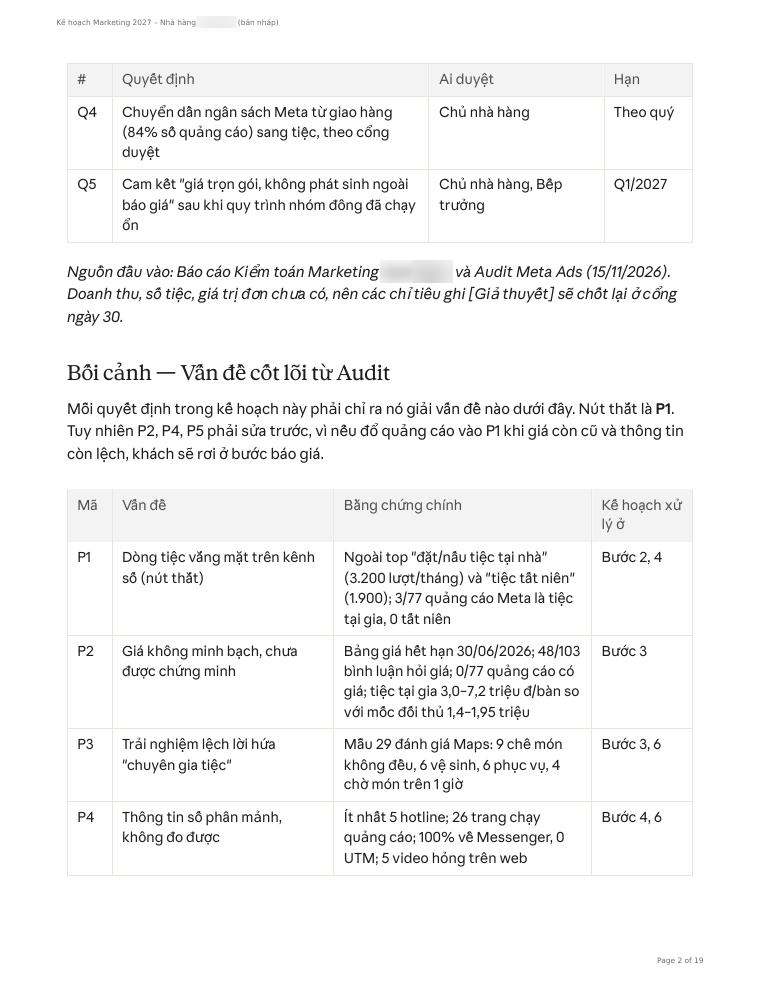 Kế hoạch Marketing 2027 – Nhà hàng (bản nháp)
# Quyết định Ai duyệt Hạn
Q4 Chuyển dần ngân sách Meta từ giao hàng Chủ nhà hàng Theo quý
(84% số quảng cáo) sang tiệc, theo cổng
duyệt
Q5 Cam kết "giá trọn gói, không phát sinh ngoài Chủ nhà hàng, Bếp Q1/2027
báo giá" sau khi quy trình nhóm đông đã chạy trưởng
ổn
Nguồn đầu vào: Báo cáo Kiểm toán Marketing và Audit Meta Ads (15/11/2026).
Doanh thu, số tiệc, giá trị đơn chưa có, nên các chỉ tiêu ghi [Giả thuyết] sẽ chốt lại ở cổng
ngày 30.
Bối cảnh — Vấn đề cốt lõi từ Audit
Mỗi quyết định trong kế hoạch này phải chỉ ra nó giải vấn đề nào dưới đây. Nút thắt là P1.
Tuy nhiên P2, P4, P5 phải sửa trước, vì nếu đổ quảng cáo vào P1 khi giá còn cũ và thông tin
còn lệch, khách sẽ rơi ở bước báo giá.
Mã Vấn đề Bằng chứng chính Kế hoạch xử
lý ở
P1 Dòng tiệc vắng mặt trên kênh Ngoài top "đặt/nấu tiệc tại nhà" Bước 2, 4
số (nút thắt) (3.200 lượt/tháng) và "tiệc tất niên"
(1.900); 3/77 quảng cáo Meta là tiệc
tại gia, 0 tất niên
P2 Giá không minh bạch, chưa Bảng giá hết hạn 30/06/2026; 48/103 Bước 3
được chứng minh bình luận hỏi giá; 0/77 quảng cáo có
giá; tiệc tại gia 3,0–7,2 triệu đ/bàn so
với mốc đối thủ 1,4–1,95 triệu
P3 Trải nghiệm lệch lời hứa Mẫu 29 đánh giá Maps: 9 chê món Bước 3, 6
"chuyên gia tiệc" không đều, 6 vệ sinh, 6 phục vụ, 4
chờ món trên 1 giờ
P4 Thông tin số phân mảnh, Ít nhất 5 hotline; 26 trang chạy Bước 4, 6
không đo được quảng cáo; 100% về Messenger, 0
UTM; 5 video hỏng trên web
Page 2 of 19